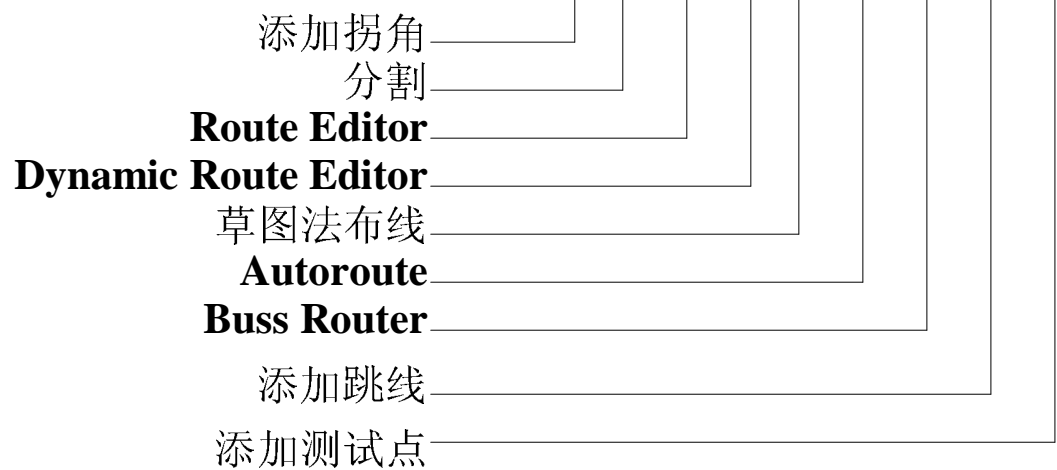 添加拐角
分割
Route Editor
Dynamic Route Editor
草图法布线
Autoroute
Buss Router
添加跳线
添加测试点